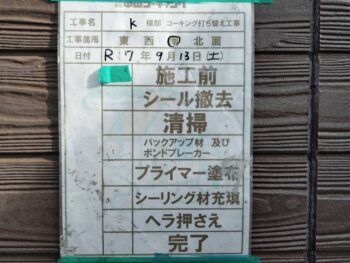 工事名 K 様邸 コーキング打ち替え工事
工事箇所 東 西 南 北面
日付 R 7 年 9 月 13 日 (土)
施工前
シール撤去
清掃
バックアップ材 及び
ボンドブレーカー
プライマー塗布
シーリング材充填
ヘラ押さえ
完了